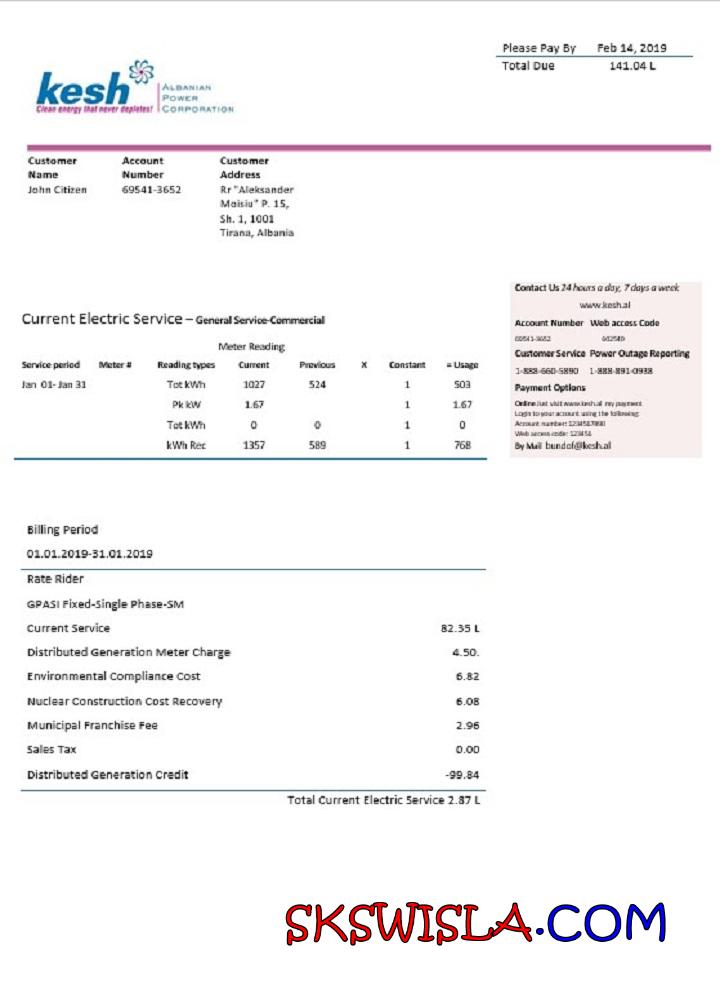 Please Pay By Feb 14, 2019
Total Due 141.04 L
kesh
Clean energy that never depletes!
ALBANIAN
POWER
CORPORATION
Customer Name
Account Number
Customer Address
John Citizen
69541-3652
Rr "Aleksander
Moisiu" P. 15,
Sh. 1, 1001
Tirana, Albania
Contact Us 24 hours a day, 7 days a week
www.kesh.al
Account Number Web access Code
69541-3652
Customer Service Power Outage Reporting
1-888-660-5890 1-888-891-0938
Payment Options
Online Just visit www.kesh.al my payment
Login to your account using the following:
Account number: 1234567890
Web access code: 123456
By Mail bundof@kesh.al
Current Electric Service – General Service-Commercial
Meter Reading
Service period Meter # Reading types Current Previous X Constant = Usage
Jan 01- Jan 31 Tot kWh 1027 524 1 503
Pk kW 1.67 1 1.67
Tot kWh 0 0 1 0
kWh Rec 1357 589 1 768
Billing Period
01.01.2019-31.01.2019
Rate Rider
GPASI Fixed-Single Phase-SM
Current Service 82.35 L
Distributed Generation Meter Charge 4.50.
Environmental Compliance Cost 6.82
Nuclear Construction Cost Recovery 6.08
Municipal Franchise Fee 2.96
Sales Tax 0.00
Distributed Generation Credit -99.84
Total Current Electric Service 2.87 L
SKSWISLA.COM